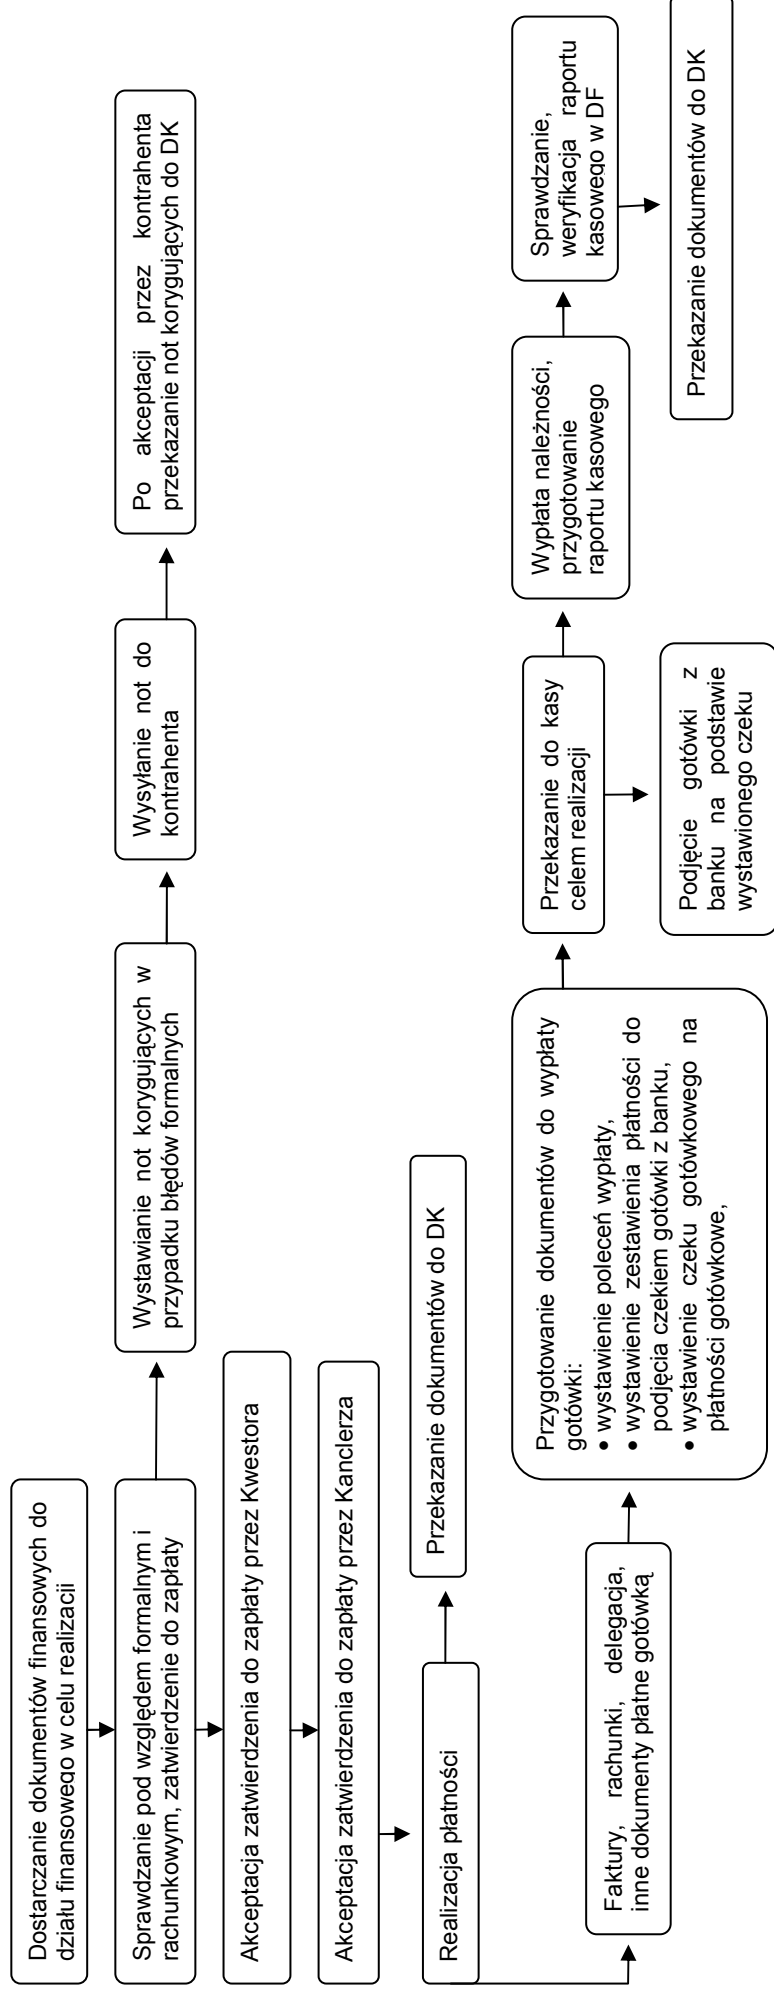 Dostarczanie dokumentów finansowych do
działu finansowego w celu realizacji
Sprawdzanie pod względem formalnym i
rachunkowym, zatwierdzenie do zapłaty
Wystawianie not korygujących w
przypadku błędów formalnych
Wysyłanie not do
kontrahenta
Po akceptacji przez kontrahenta
przekazanie not korygujących do DK
Akceptacja zatwierdzenia do zapłaty przez Kwestora
Akceptacja zatwierdzenia do zapłaty przez Kanclerza
Realizacja płatności
Przekazanie dokumentów do DK
Faktury, rachunki, delegacja,
inne dokumenty płatne gotówką
Przygotowanie dokumentów do wypłaty
gotówki:
• wystawienie poleceń wypłaty,
• wystawienie zestawienia płatności do
podjęcia czekiem gotówki z banku,
• wystawienie czeku gotówkowego na
płatności gotówkowe,
Przekazanie do kasy
celem realizacji
Podjęcie gotówki z
banku na podstawie
wystawionego czeku
Wypłata należności,
przygotowanie
raportu kasowego
Sprawdzanie,
weryfikacja raportu
kasowego w DF
Przekazanie dokumentów do DK